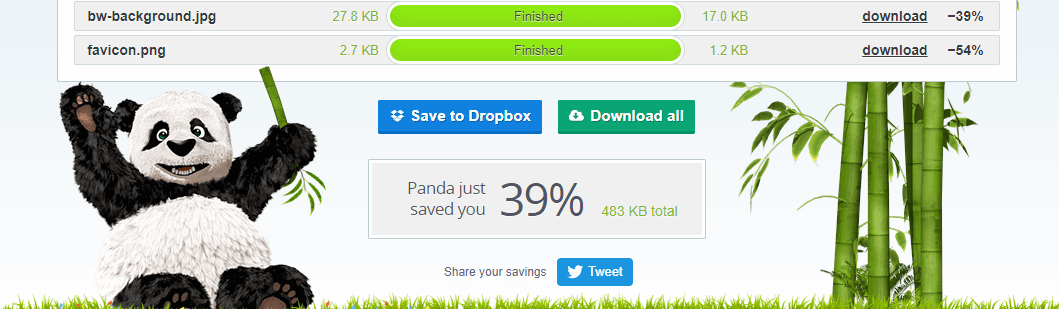 bw-background.jpg 27.8 KB Finished 17.0 KB download −39%
favicon.png 2.7 KB Finished 1.2 KB download −54%
Save to Dropbox Download all
Panda just
saved you 39% 483 KB total
Share your savings Tweet